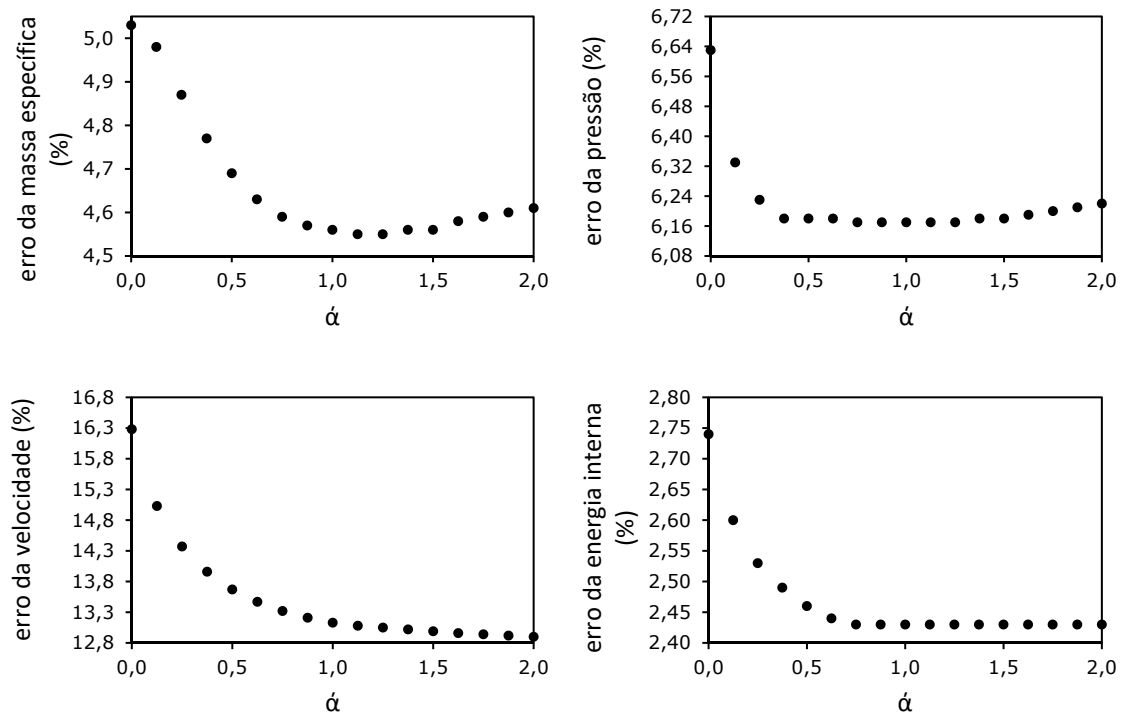 erro da massa específica
(%)
5,0
4,9
4,8
4,7
4,6
4,5
0,0 0,5 1,0 1,5 2,0
ά
erro da pressão (%)
6,72
6,64
6,56
6,48
6,40
6,32
6,24
6,16
6,08
0,0 0,5 1,0 1,5 2,0
ά
erro da velocidade (%)
16,8
16,3
15,8
15,3
14,8
14,3
13,8
13,3
12,8
0,0 0,5 1,0 1,5 2,0
ά
erro da energia interna
(%)
2,80
2,75
2,70
2,65
2,60
2,55
2,50
2,45
2,40
0,0 0,5 1,0 1,5 2,0
ά